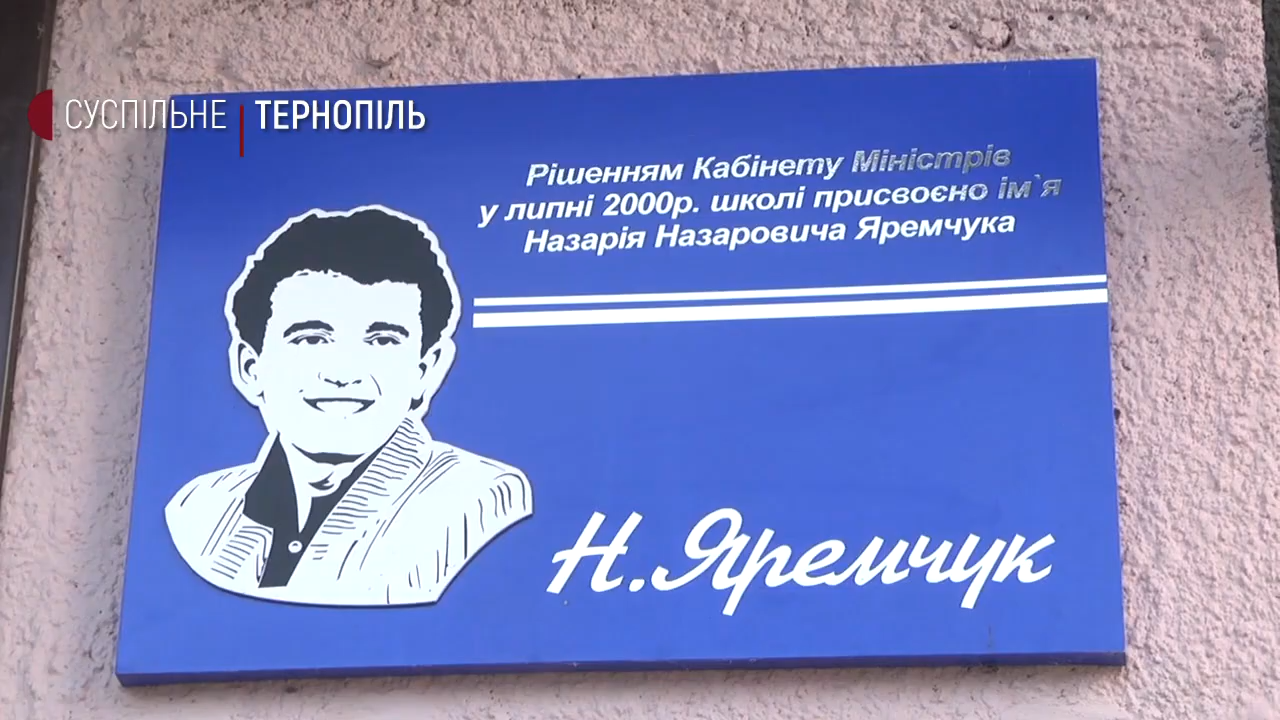 СУСПІЛЬНЕ ТЕРНОПІЛЬ
Рішенням Кабінету Міністрів
у липні 2000р. школі присвоєно ім`я
Назарія Назаровича Яремчука
Н.Яремчук